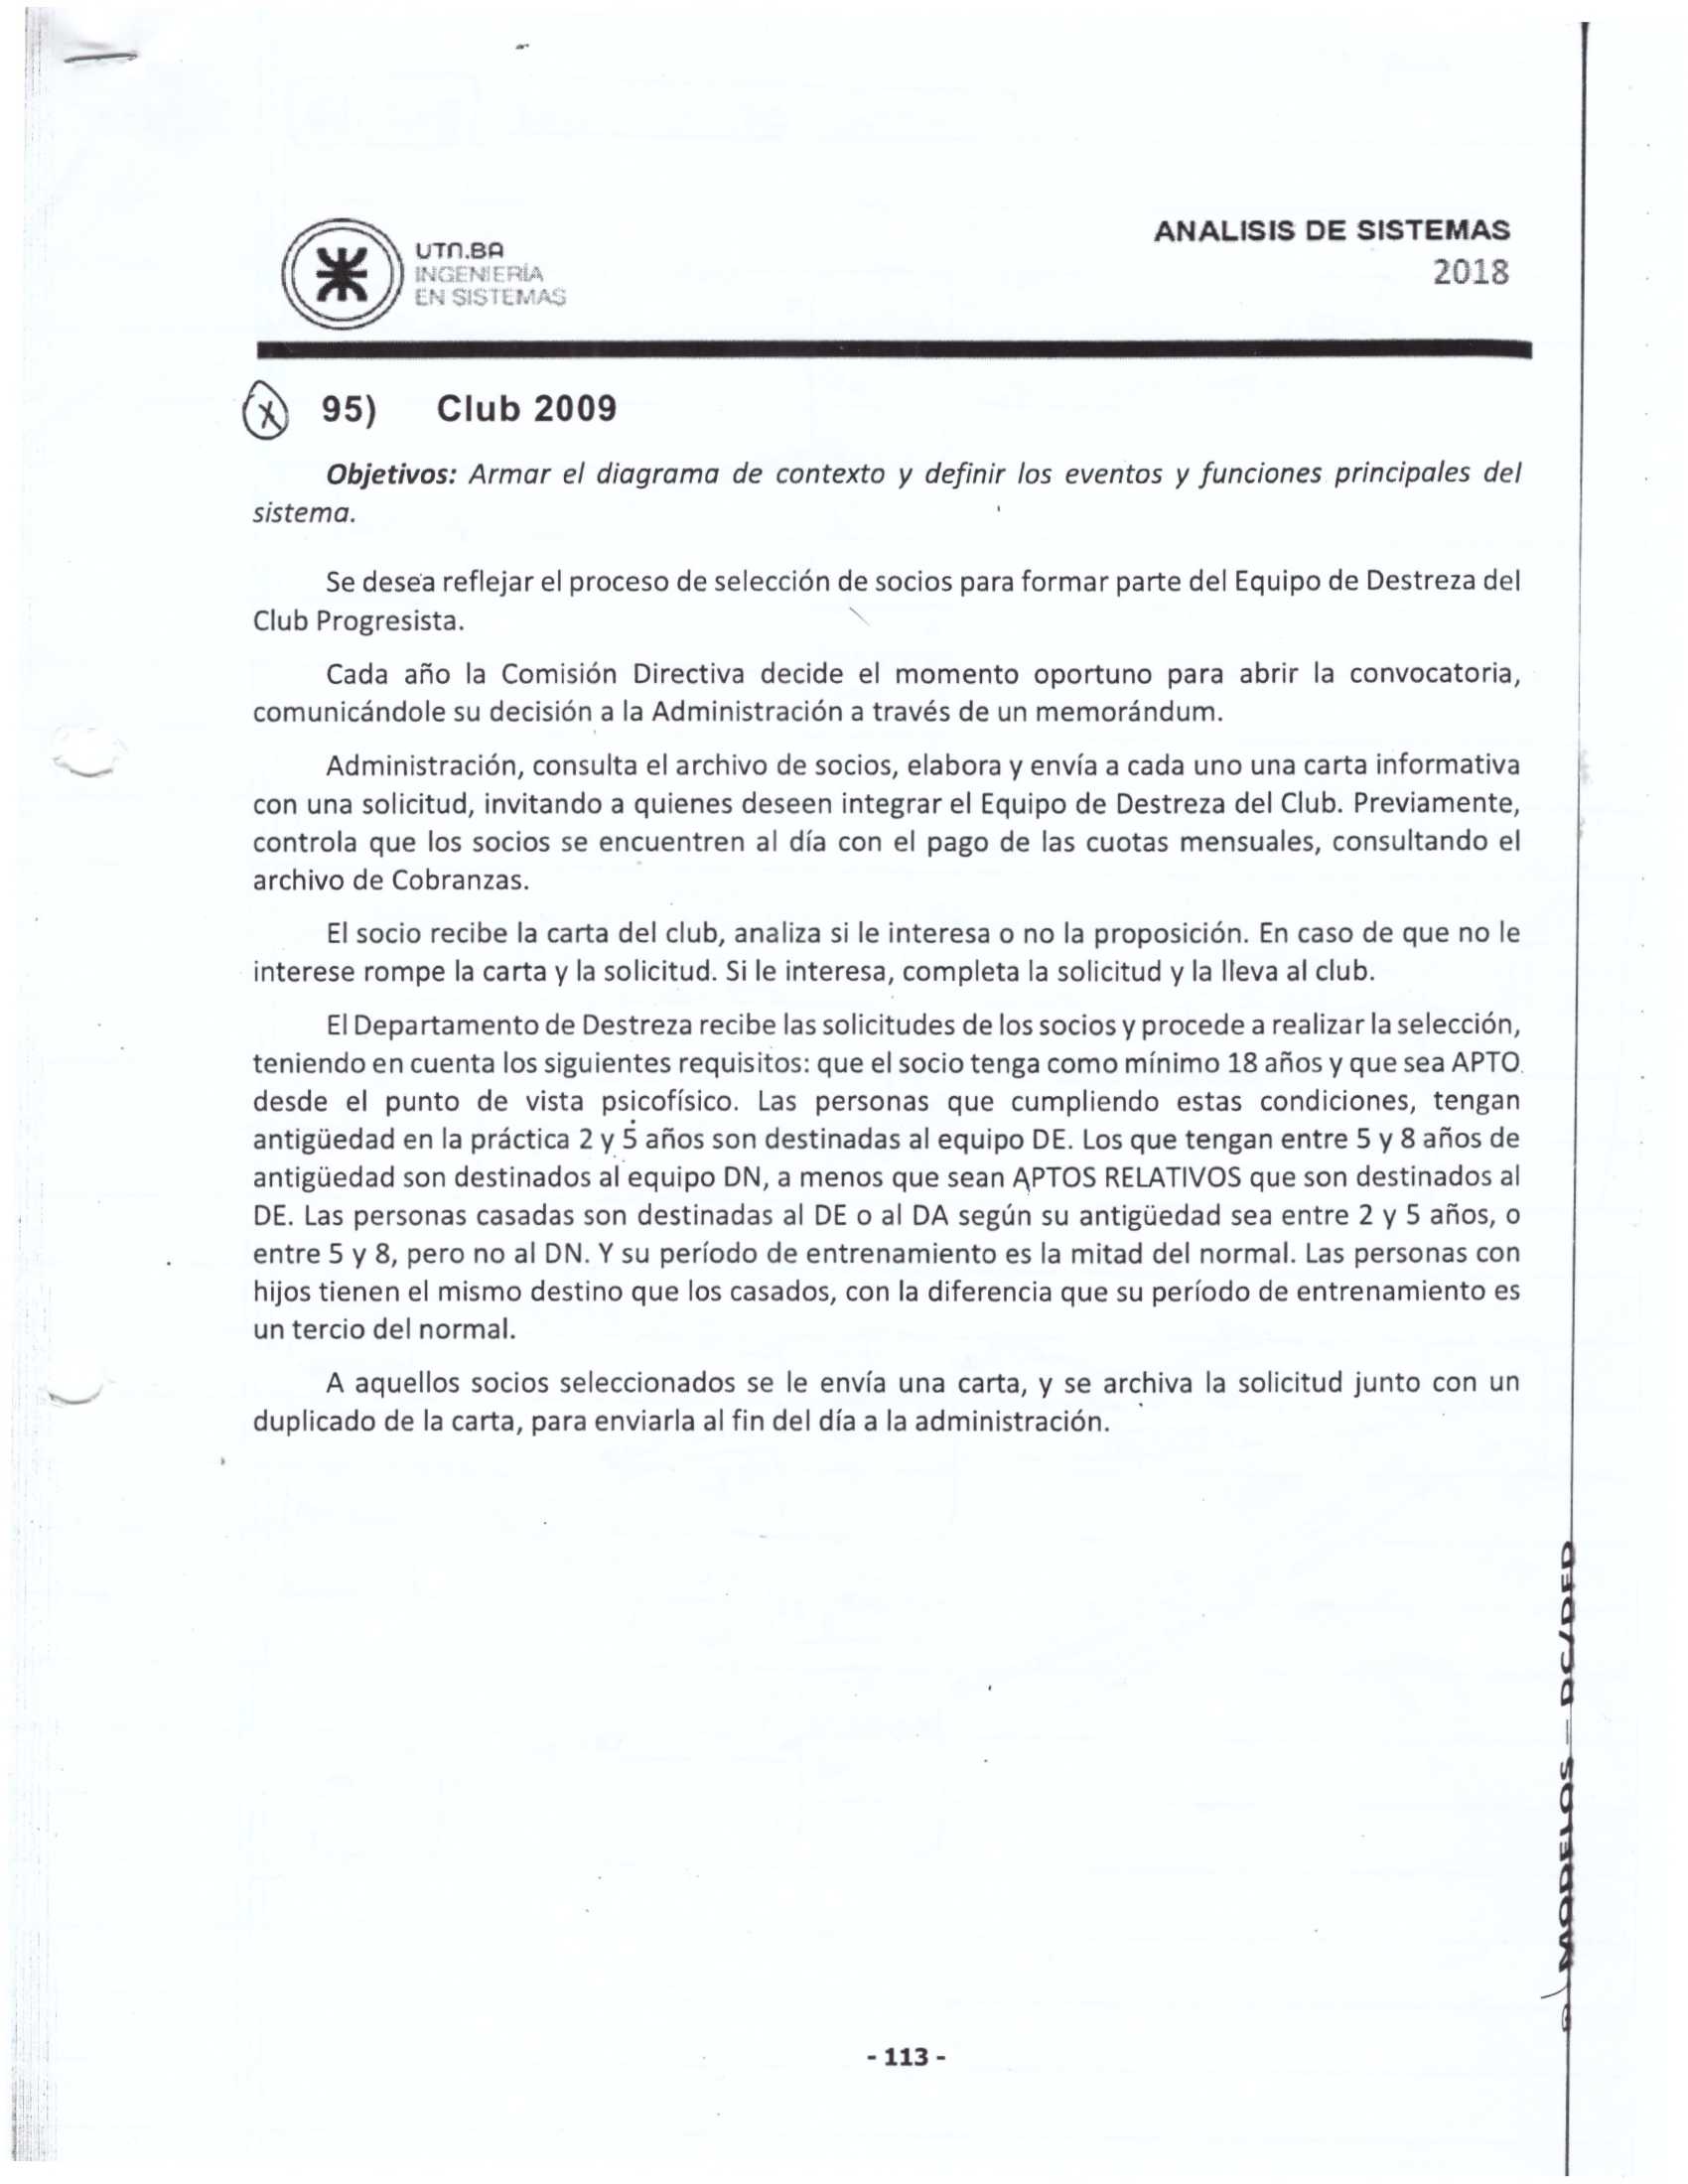 UTN.BA
INGENIERÍA
EN SISTEMAS
ANALISIS DE SISTEMAS
2018
X 95) Club 2009
Objetivos: Armar el diagrama de contexto y definir los eventos y funciones principales del
sistema.
Se desea reflejar el proceso de selección de socios para formar parte del Equipo de Destreza del
Club Progresista.
Cada año la Comisión Directiva decide el momento oportuno para abrir la convocatoria,
comunicándole su decisión a la Administración a través de un memorándum.
Administración, consulta el archivo de socios, elabora y envía a cada uno una carta informativa
con una solicitud, invitando a quienes deseen integrar el Equipo de Destreza del Club. Previamente,
controla que los socios se encuentren al día con el pago de las cuotas mensuales, consultando el
archivo de Cobranzas.
El socio recibe la carta del club, analiza si le interesa o no la proposición. En caso de que no le
interese rompe la carta y la solicitud. Si le interesa, completa la solicitud y la lleva al club.
El Departamento de Destreza recibe las solicitudes de los socios y procede a realizar la selección,
teniendo en cuenta los siguientes requisitos: que el socio tenga como mínimo 18 años y que sea APTO
desde el punto de vista psicofísico. Las personas que cumpliendo estas condiciones, tengan
antigüedad en la práctica 2 y 5 años son destinadas al equipo DE. Los que tengan entre 5 y 8 años de
antigüedad son destinados al equipo DN, a menos que sean APTOS RELATIVOS que son destinados al
DE. Las personas casadas son destinadas al DE o al DA según su antigüedad sea entre 2 y 5 años, o
entre 5 y 8, pero no al DN. Y su período de entrenamiento es la mitad del normal. Las personas con
hijos tienen el mismo destino que los casados, con la diferencia que su período de entrenamiento es
un tercio del normal.
A aquellos socios seleccionados se le envía una carta, y se archiva la solicitud junto con un
duplicado de la carta, para enviarla al fin del día a la administración.
MODELOS – DC/DFD
- 113 -